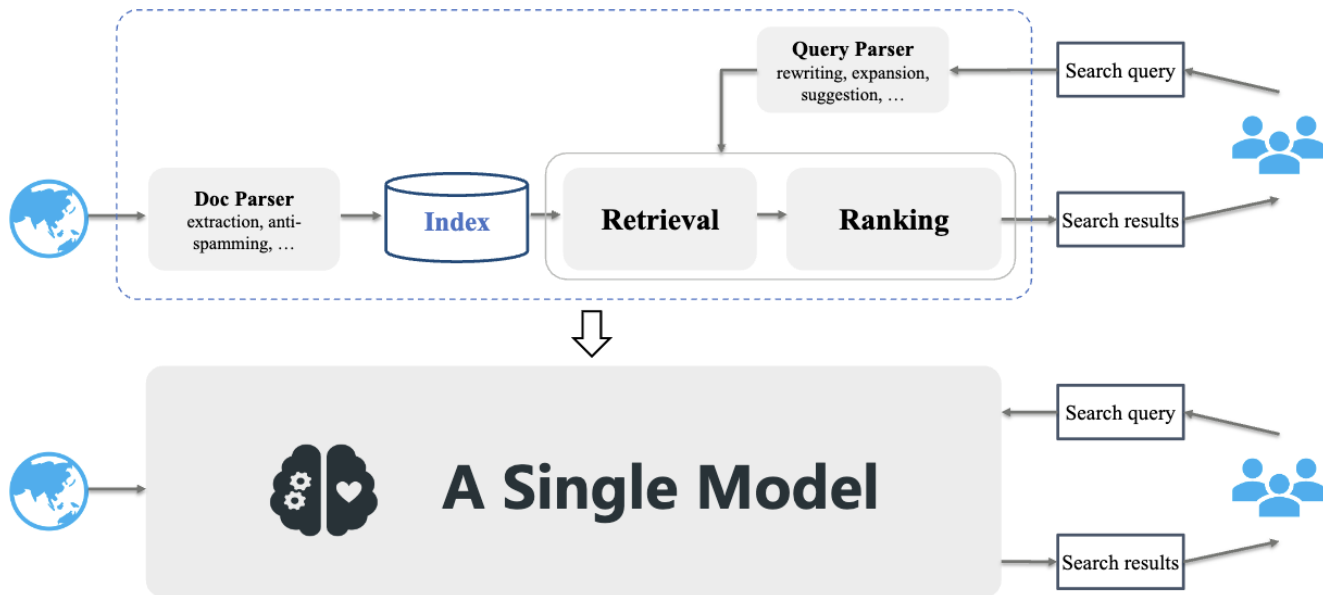 Query Parser
rewriting, expansion,
suggestion, …
Search query
Doc Parser
extraction, anti-
spamming, …
Index
Retrieval
Ranking
Search results
Search query
A Single Model
Search results